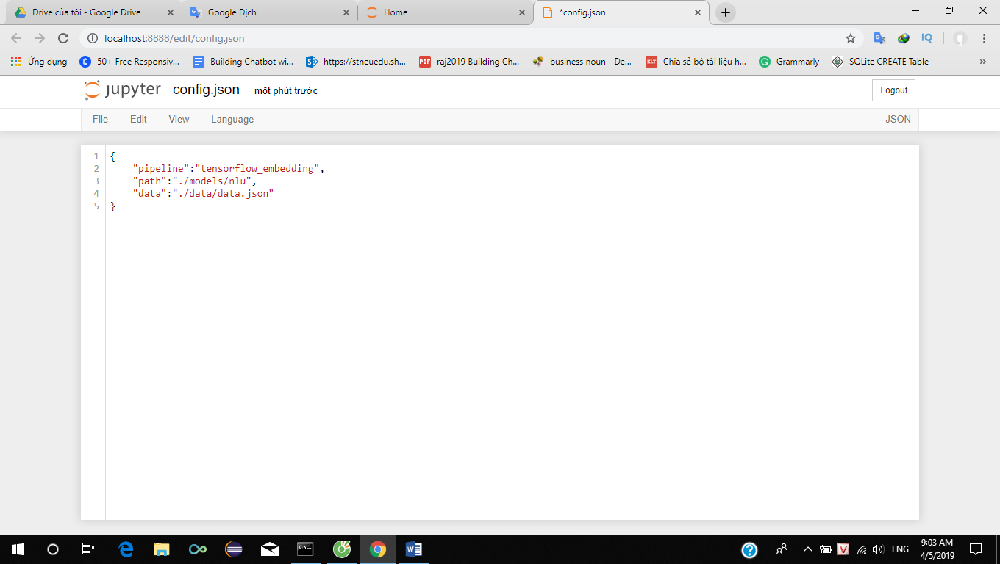 Drive của tôi - Google Drive
Google Dịch
Home
*config.json
localhost:8888/edit/config.json
Ứng dụng
50+ Free Responsiv...
Building Chatbot wi...
https://stneuedu.sh...
raj2019 Building Ch...
business noun - De...
Chia sẻ bộ tài liệu h...
Grammarly
SQLite CREATE Table
»
jupyter config.json một phút trước
Logout
File Edit View Language
JSON
1 {
2 "pipeline":"tensorflow_embedding",
3 "path":"./models/nlu",
4 "data":"./data/data.json"
5 }
ENG
9:03 AM
4/5/2019